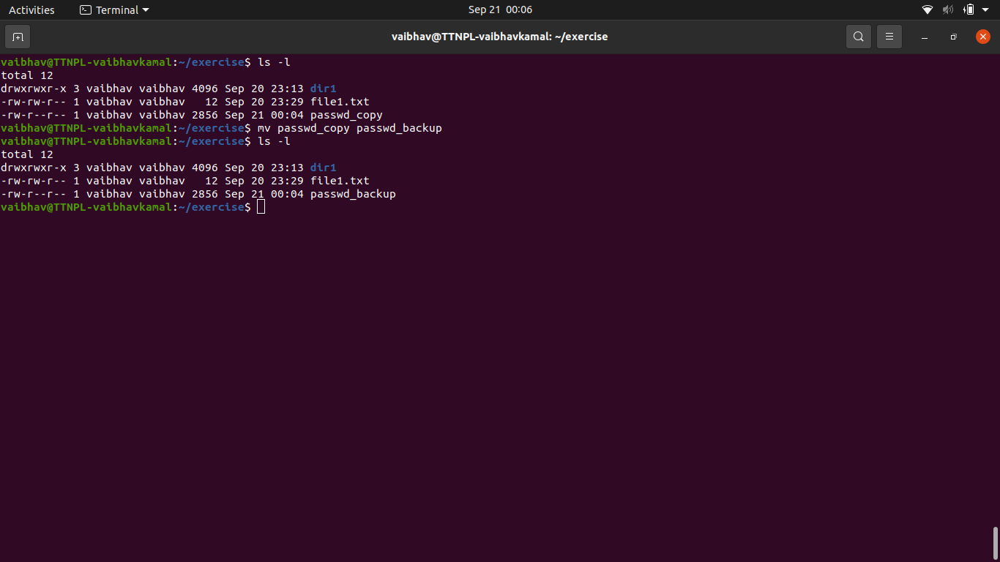 Activities Terminal Sep 21 00:06
vaibhav@TTNPL-vaibhavkamal: ~/exercise
vaibhav@TTNPL-vaibhavkamal:~/exercise$ ls -l
total 12
drwxrwxr-x 3 vaibhav vaibhav 4096 Sep 20 23:13 dir1
-rw-rw-r-- 1 vaibhav vaibhav   12 Sep 20 23:29 file1.txt
-rw-r--r-- 1 vaibhav vaibhav 2856 Sep 21 00:04 passwd_copy
vaibhav@TTNPL-vaibhavkamal:~/exercise$ mv passwd_copy passwd_backup
vaibhav@TTNPL-vaibhavkamal:~/exercise$ ls -l
total 12
drwxrwxr-x 3 vaibhav vaibhav 4096 Sep 20 23:13 dir1
-rw-rw-r-- 1 vaibhav vaibhav   12 Sep 20 23:29 file1.txt
-rw-r--r-- 1 vaibhav vaibhav 2856 Sep 21 00:04 passwd_backup
vaibhav@TTNPL-vaibhavkamal:~/exercise$